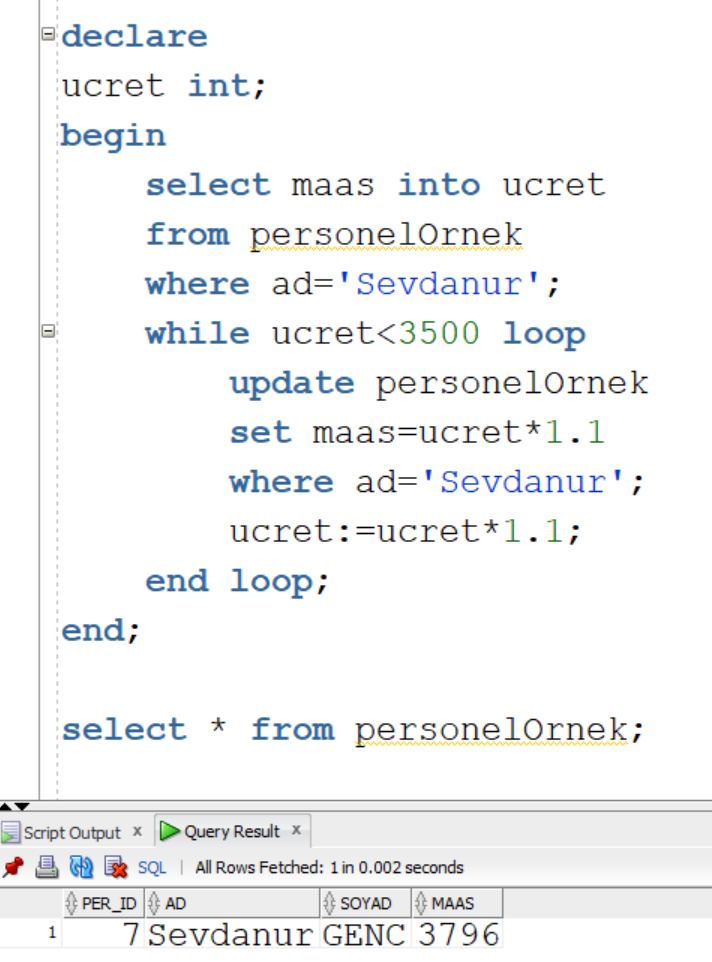 declare
ucret int;
begin
select maas into ucret
from personelOrnek
where ad='Sevdanur';
while ucret<3500 loop
update personelOrnek
set maas=ucret*1.1
where ad='Sevdanur';
ucret:=ucret*1.1;
end loop;
end;
select * from personelOrnek;
Script Output x Query Result x
SQL | All Rows Fetched: 1 in 0.002 seconds
PER_ID AD SOYAD MAAS
1 7 Sevdanur GENC 3796